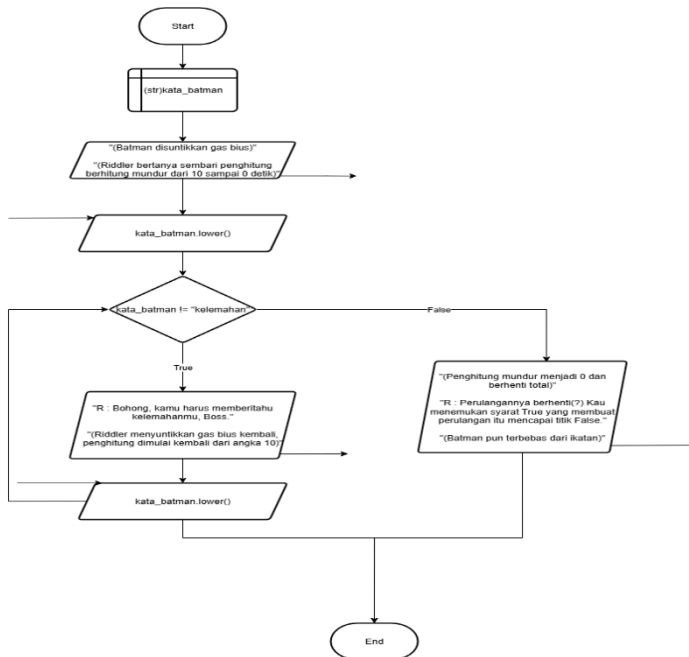 Start
(str)kata_batman
"(Batman disuntikkan gas bius)"
"(Riddler bertanya sembari penghitung
berhitung mundur dari 10 sampai 0 detik)"
kata_batman.lower()
kata_batman != "kelemahan"
False
True
"(Penghitung mundur menjadi 0 dan
berhenti total)"
"R : Perulangannya berhenti(?) Kau
menemukan syarat True yang membuat
perulangan itu mencapai titik False."
"(Batman pun terbebas dari ikatan)"
"R : Bohong, kamu harus memberitahu
kelemahanmu, Boss."
"(Riddler menyuntikkan gas bius kembali,
penghitung dimulai kembali dari angka 10)"
kata_batman.lower()
End